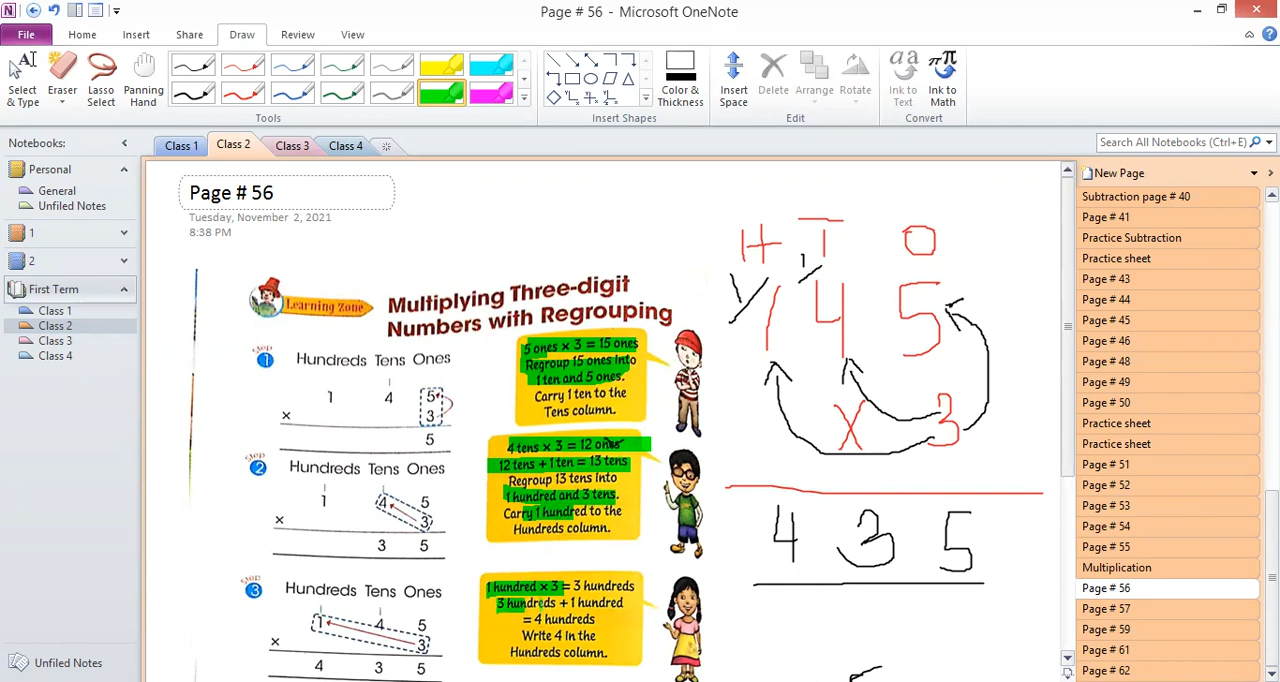 Page # 56 - Microsoft OneNote
File Home Insert Share Draw Review View
Select & Type
Eraser
Lasso Select
Panning Hand
Color & Thickness
Insert Space
Delete
Arrange
Rotate
Ink to Text
Ink to Math
Tools
Insert Shapes
Edit
Convert
Notebooks:
Personal
General
Unfiled Notes
1
2
First Term
Class 1
Class 2
Class 3
Class 4
Unfiled Notes
Class 1 Class 2 Class 3 Class 4
Search All Notebooks (Ctrl+E)
Page # 56
Tuesday, November 2, 2021
8:38 PM
Learning Zone
Multiplying Three-digit
Numbers with Regrouping
Step 1
Hundreds Tens Ones
1
1 4 5
× 3
5
5 ones × 3 = 15 ones
Regroup 15 ones into
1 ten and 5 ones.
Carry 1 ten to the
Tens column.
Step 2
Hundreds Tens Ones
1
1 4 5
× 3
3 5
4 tens × 3 = 12 ones
12 tens + 1 ten = 13 tens
Regroup 13 tens into
1 hundred and 3 tens.
Carry 1 hundred to the
Hundreds column.
Step 3
Hundreds Tens Ones
1 1
1 4 5
× 3
4 3 5
1 hundred × 3 = 3 hundreds
3 hundreds + 1 hundred
= 4 hundreds
Write 4 in the
Hundreds column.
H T O
1 1
1 4 5
X 3
4 3 5
New Page
Subtraction page # 40
Page # 41
Practice Subtraction
Practice sheet
Page # 43
Page # 44
Page # 45
Page # 46
Page # 48
Page # 49
Page # 50
Practice sheet
Practice sheet
Page # 51
Page # 52
Page # 53
Page # 54
Page # 55
Multiplication
Page # 56
Page # 57
Page # 59
Page # 60
Page # 61
Page # 62